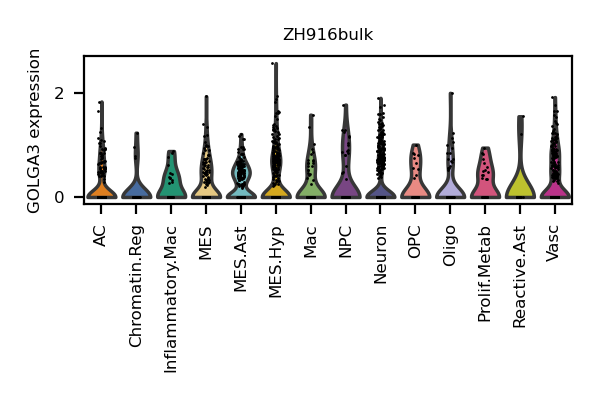 ZH916bulk
GOLGA3 expression
2
0
AC
Chromatin.Reg
Inflammatory.Mac
MES
MES.Ast
MES.Hyp
Mac
NPC
Neuron
OPC
Oligo
Prolif.Metab
Reactive.Ast
Vasc